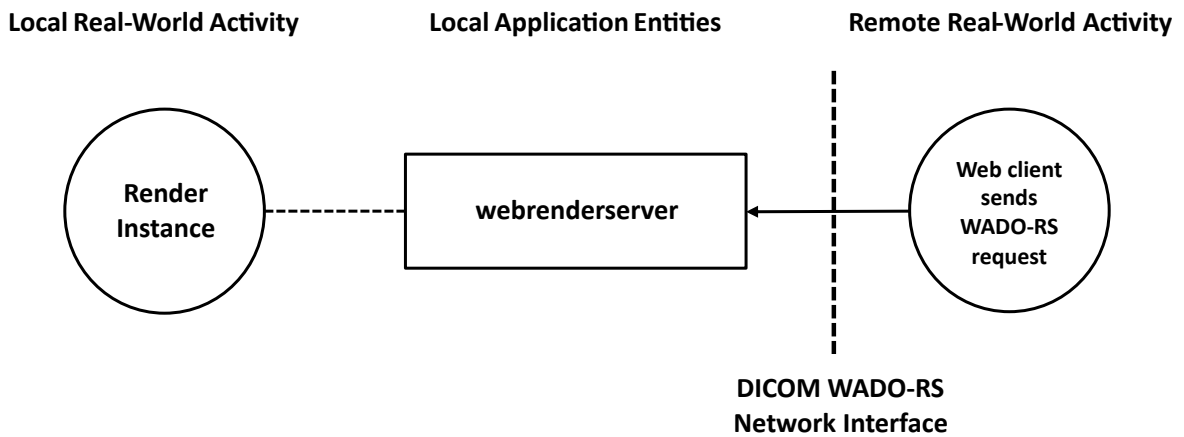 Local Real-World Activity
Local Application Entities
Remote Real-World Activity
Render
Instance
webrenderserver
Web client
sends
WADO-RS
request
DICOM WADO-RS
Network Interface